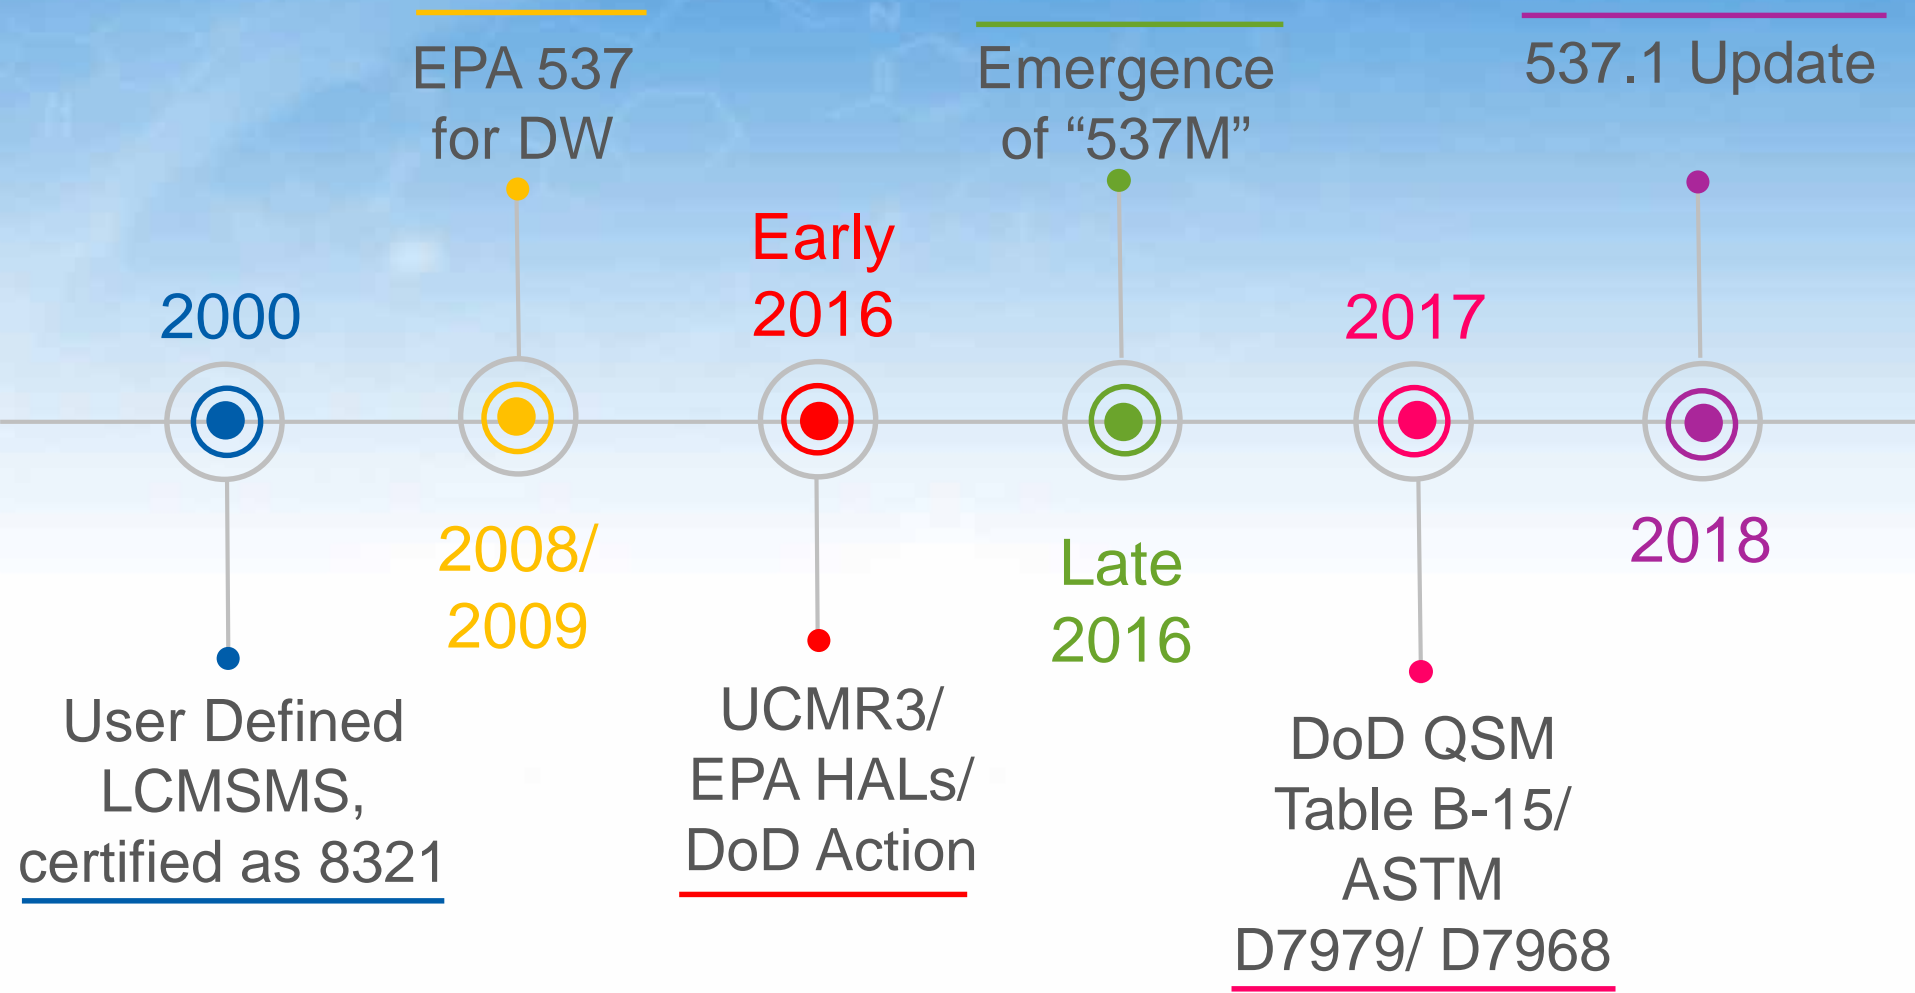 2000
User Defined
LCMSMS,
certified as 8321
EPA 537
for DW
2008/
2009
Early
2016
UCMR3/
EPA HALs/
DoD Action
Emergence
of “537M”
Late
2016
2017
DoD QSM
Table B-15/
ASTM
D7979/ D7968
537.1 Update
2018